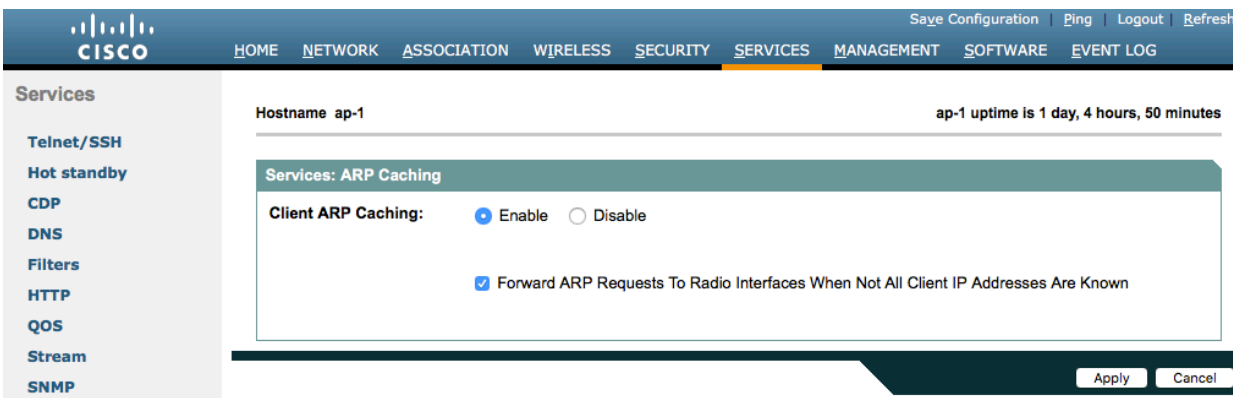 Save Configuration | Ping | Logout | Refresh
CISCO
HOME NETWORK ASSOCIATION WIRELESS SECURITY SERVICES MANAGEMENT SOFTWARE EVENT LOG
Services
Hostname ap-1
ap-1 uptime is 1 day, 4 hours, 50 minutes
Telnet/SSH
Hot standby
CDP
DNS
Filters
HTTP
QOS
Stream
SNMP
Services: ARP Caching
Client ARP Caching: Enable Disable
Forward ARP Requests To Radio Interfaces When Not All Client IP Addresses Are Known
Apply Cancel